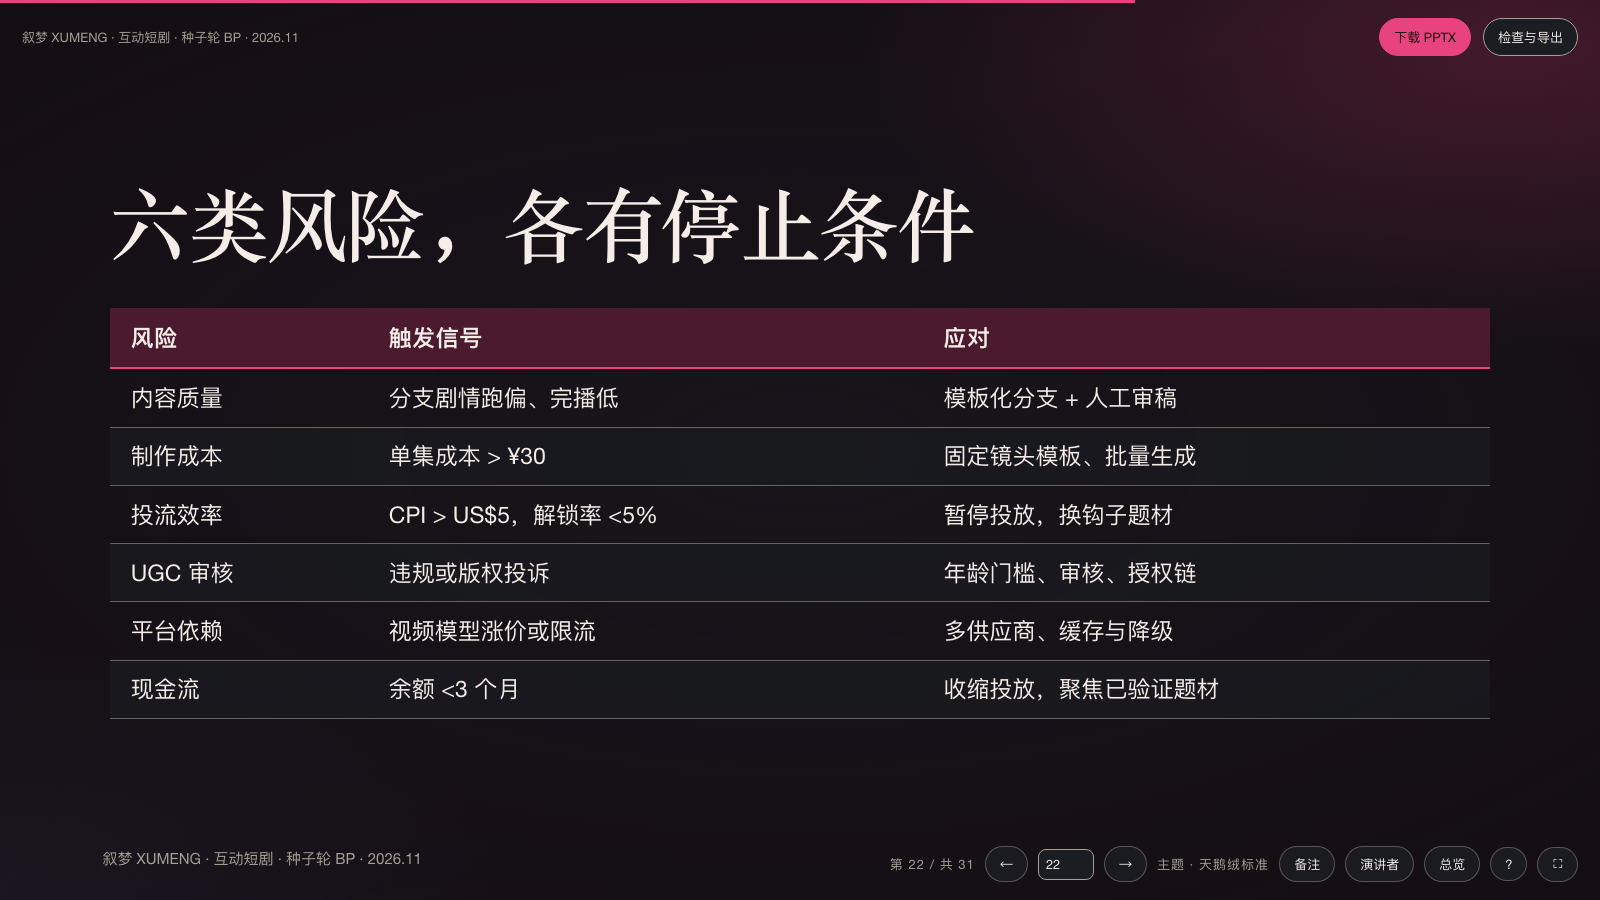 叙梦 XUMENG · 互动短剧 · 种子轮 BP · 2026.11
下载 PPTX
检查与导出
六类风险，各有停止条件
风险 触发信号 应对
内容质量 分支剧情跑偏、完播低 模板化分支 + 人工审稿
制作成本 单集成本 > ¥30 固定镜头模板、批量生成
投流效率 CPI > US$5，解锁率 <5% 暂停投放，换钩子题材
UGC 审核 违规或版权投诉 年龄门槛、审核、授权链
平台依赖 视频模型涨价或限流 多供应商、缓存与降级
现金流 余额 <3 个月 收缩投放，聚焦已验证题材
叙梦 XUMENG · 互动短剧 · 种子轮 BP · 2026.11
第 22 / 共 31 ← 22 → 主题 · 天鹅绒标准 备注 演讲者 总览 ?